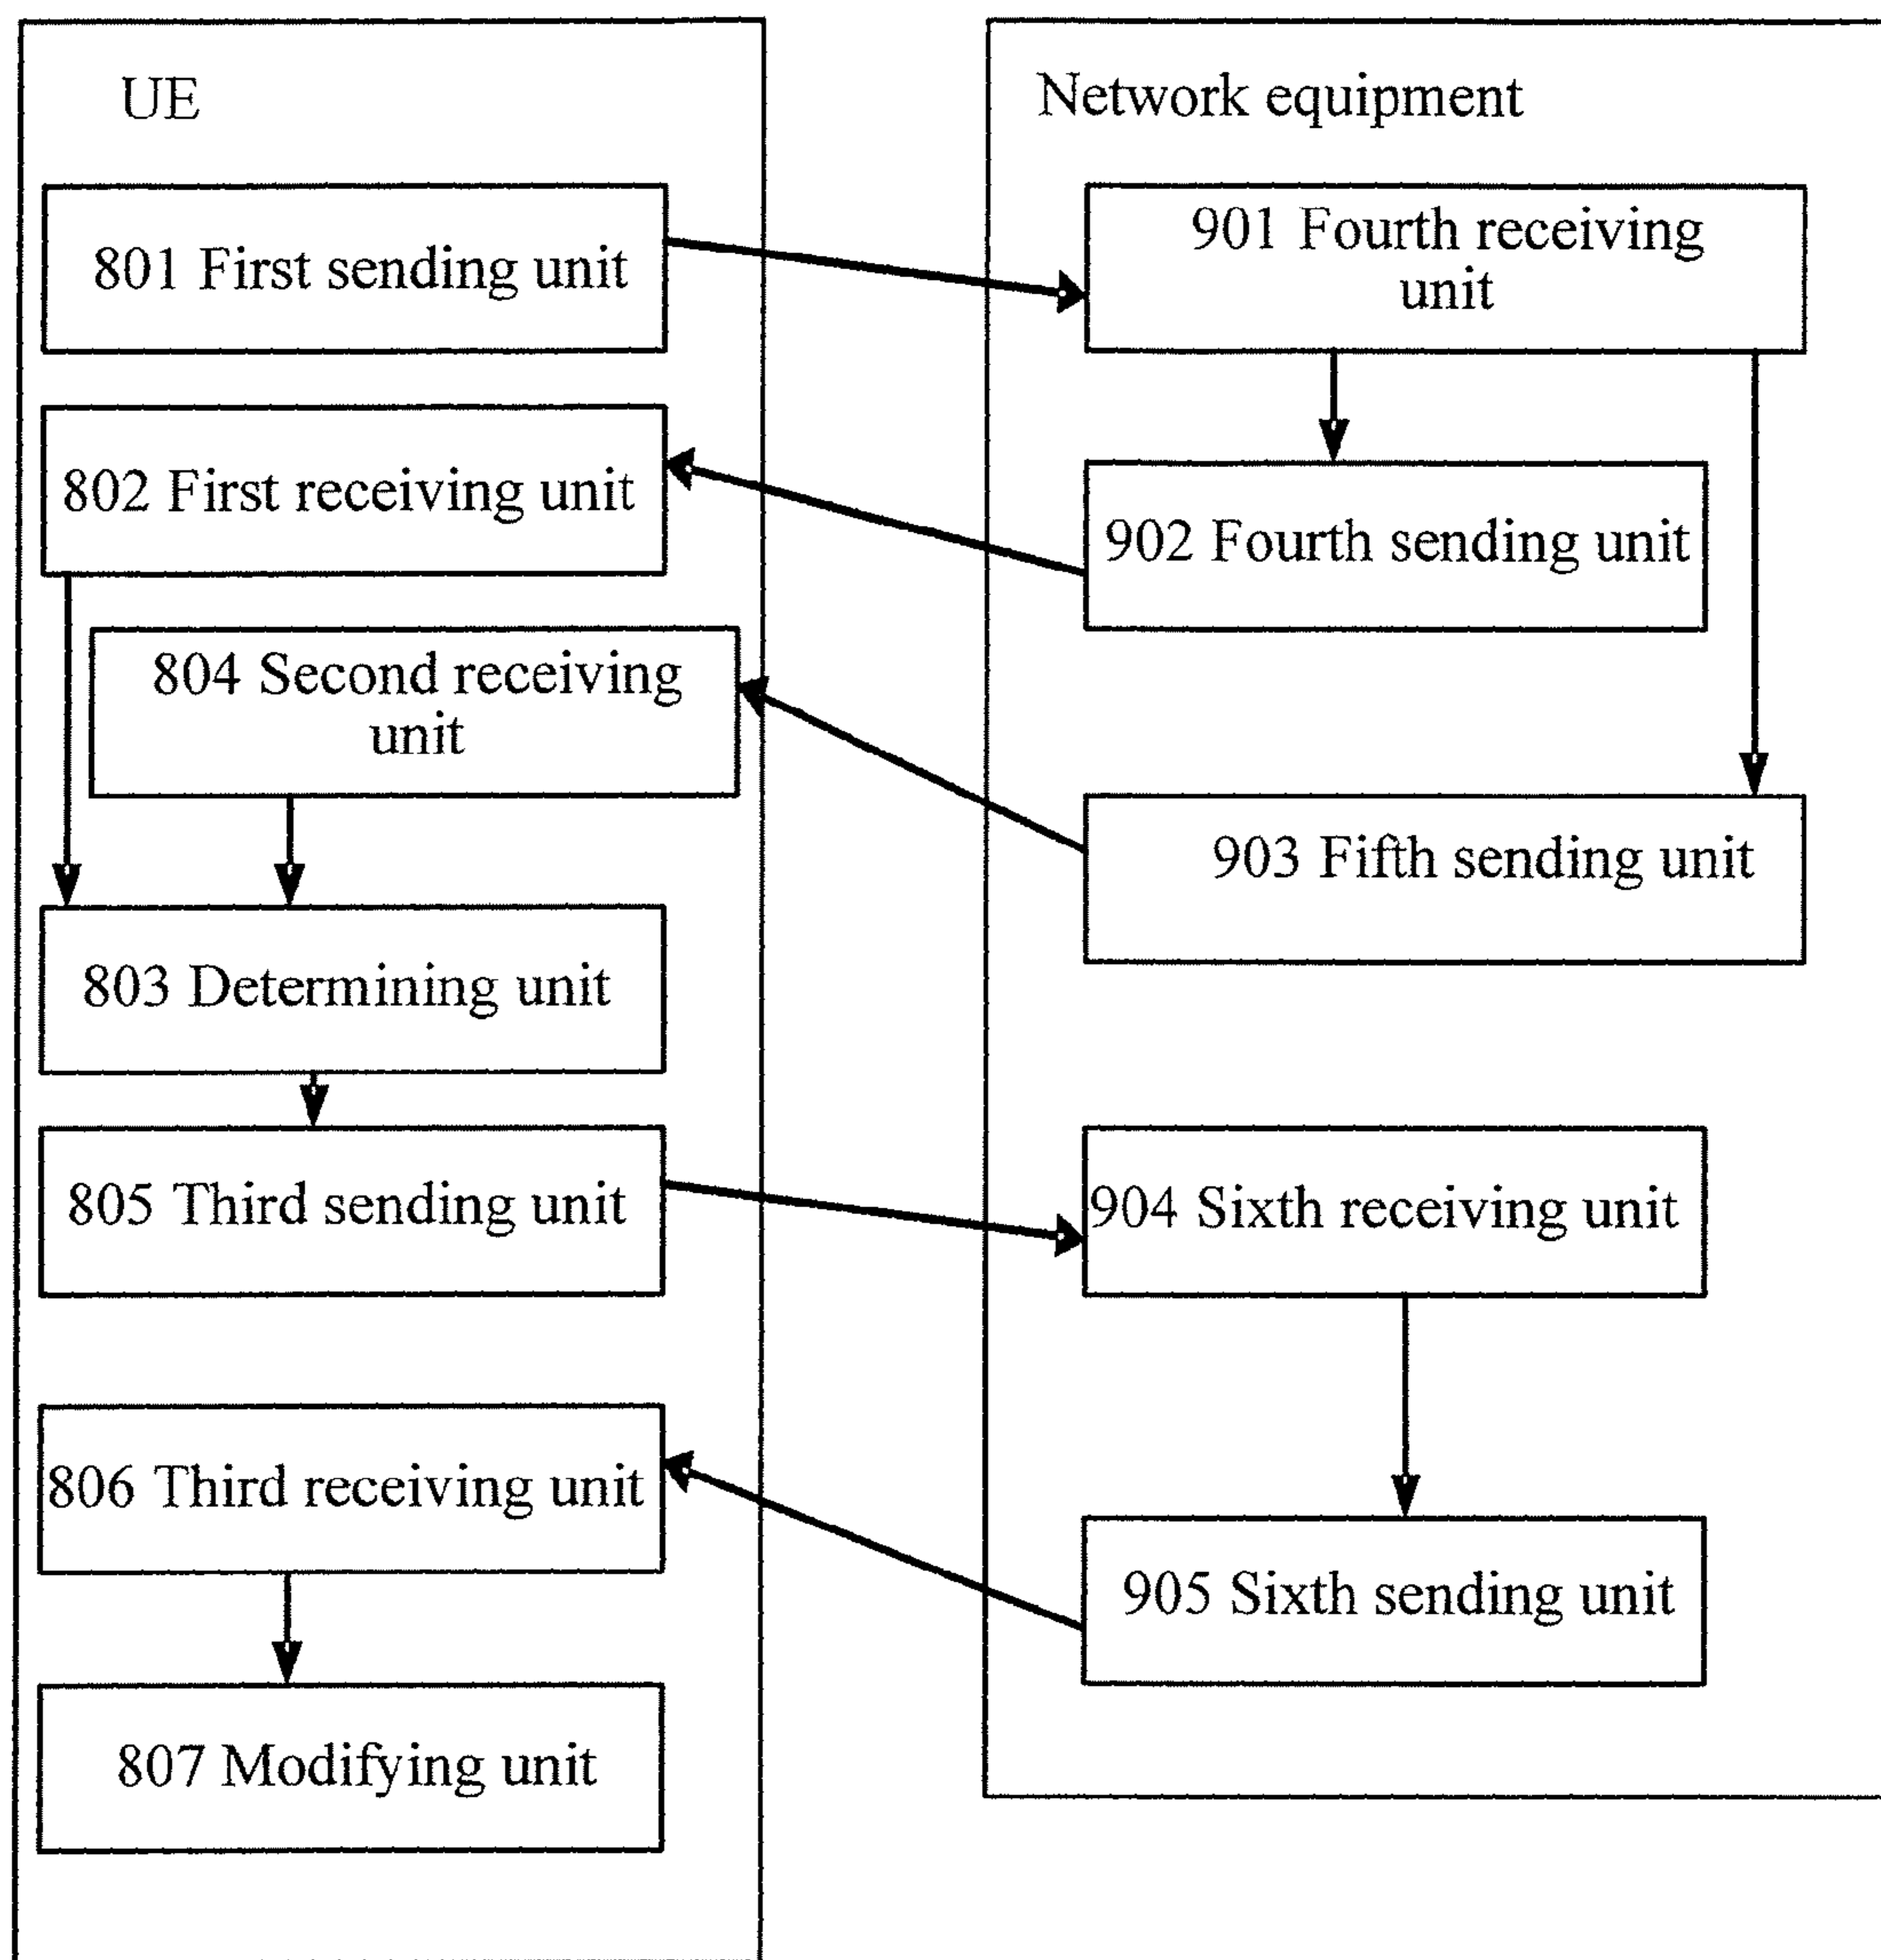 UE
801 First sending unit
802 First receiving unit
804 Second receiving
unit
803 Determining unit
805 Third sending unit
806 Third receiving unit
807 Modifying unit
Network equipment
901 Fourth receiving
unit
902 Fourth sending unit
903 Fifth sending unit
904 Sixth receiving unit
905 Sixth sending unit